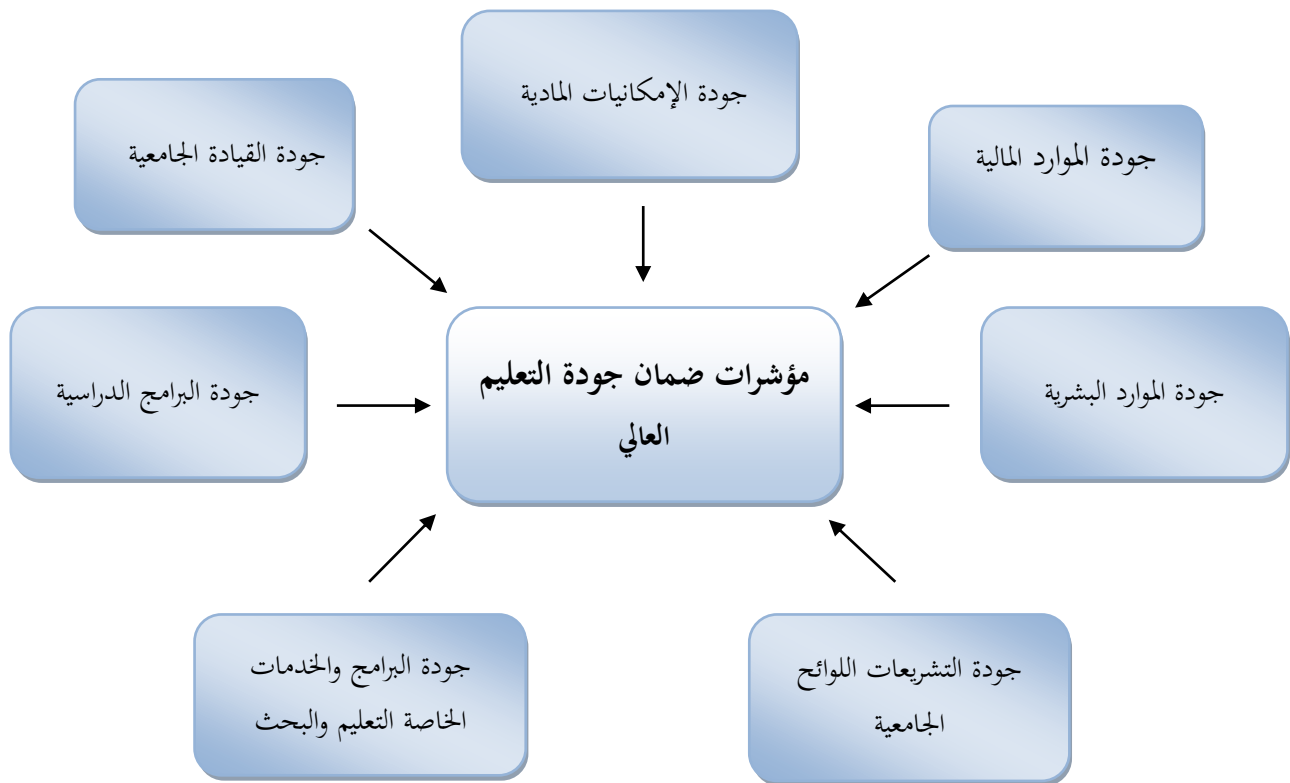 جودة الإمكانيات المادية
جودة الموارد المالية
جودة القيادة الجامعية
جودة الموارد البشرية
مؤشرات ضمان جودة التعليم
العالي
جودة البرامج الدراسية
جودة التشريعات اللوائح
الجامعية
جودة البرامج والخدمات
الخاصة التعليم والبحث